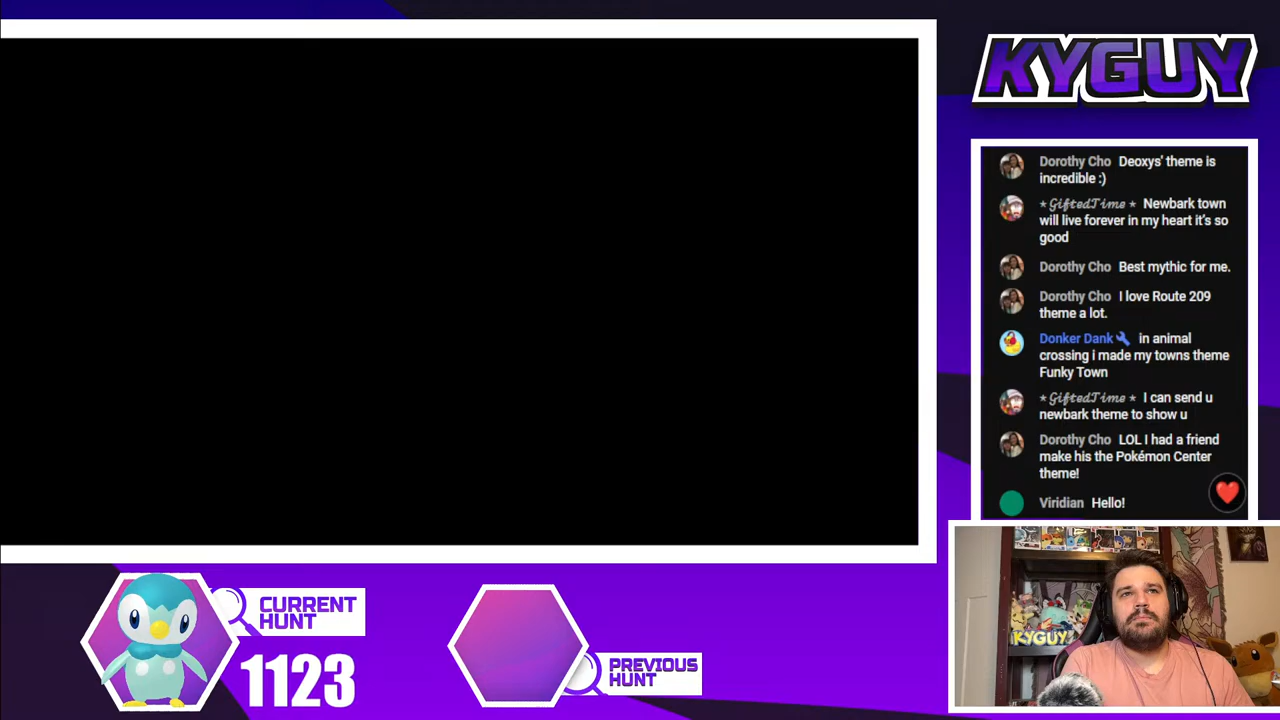 KYGUY
Dorothy Cho Deoxys' theme is
incredible :)
⋆ 𝓖𝓲𝓯𝓽𝓮𝓭𝓣𝓲𝓶𝓮 ⋆ Newbark town
will live forever in my heart it's so
good
Dorothy Cho Best mythic for me.
Dorothy Cho I love Route 209
theme a lot.
Donker Dank in animal
crossing i made my towns theme
Funky Town
⋆ 𝓖𝓲𝓯𝓽𝓮𝓭𝓣𝓲𝓶𝓮 ⋆ I can send u
newbark theme to show u
Dorothy Cho LOL I had a friend
make his the Pokémon Center
theme!
Viridian Hello!
KYGUY
CURRENT
HUNT
1123
PREVIOUS
HUNT